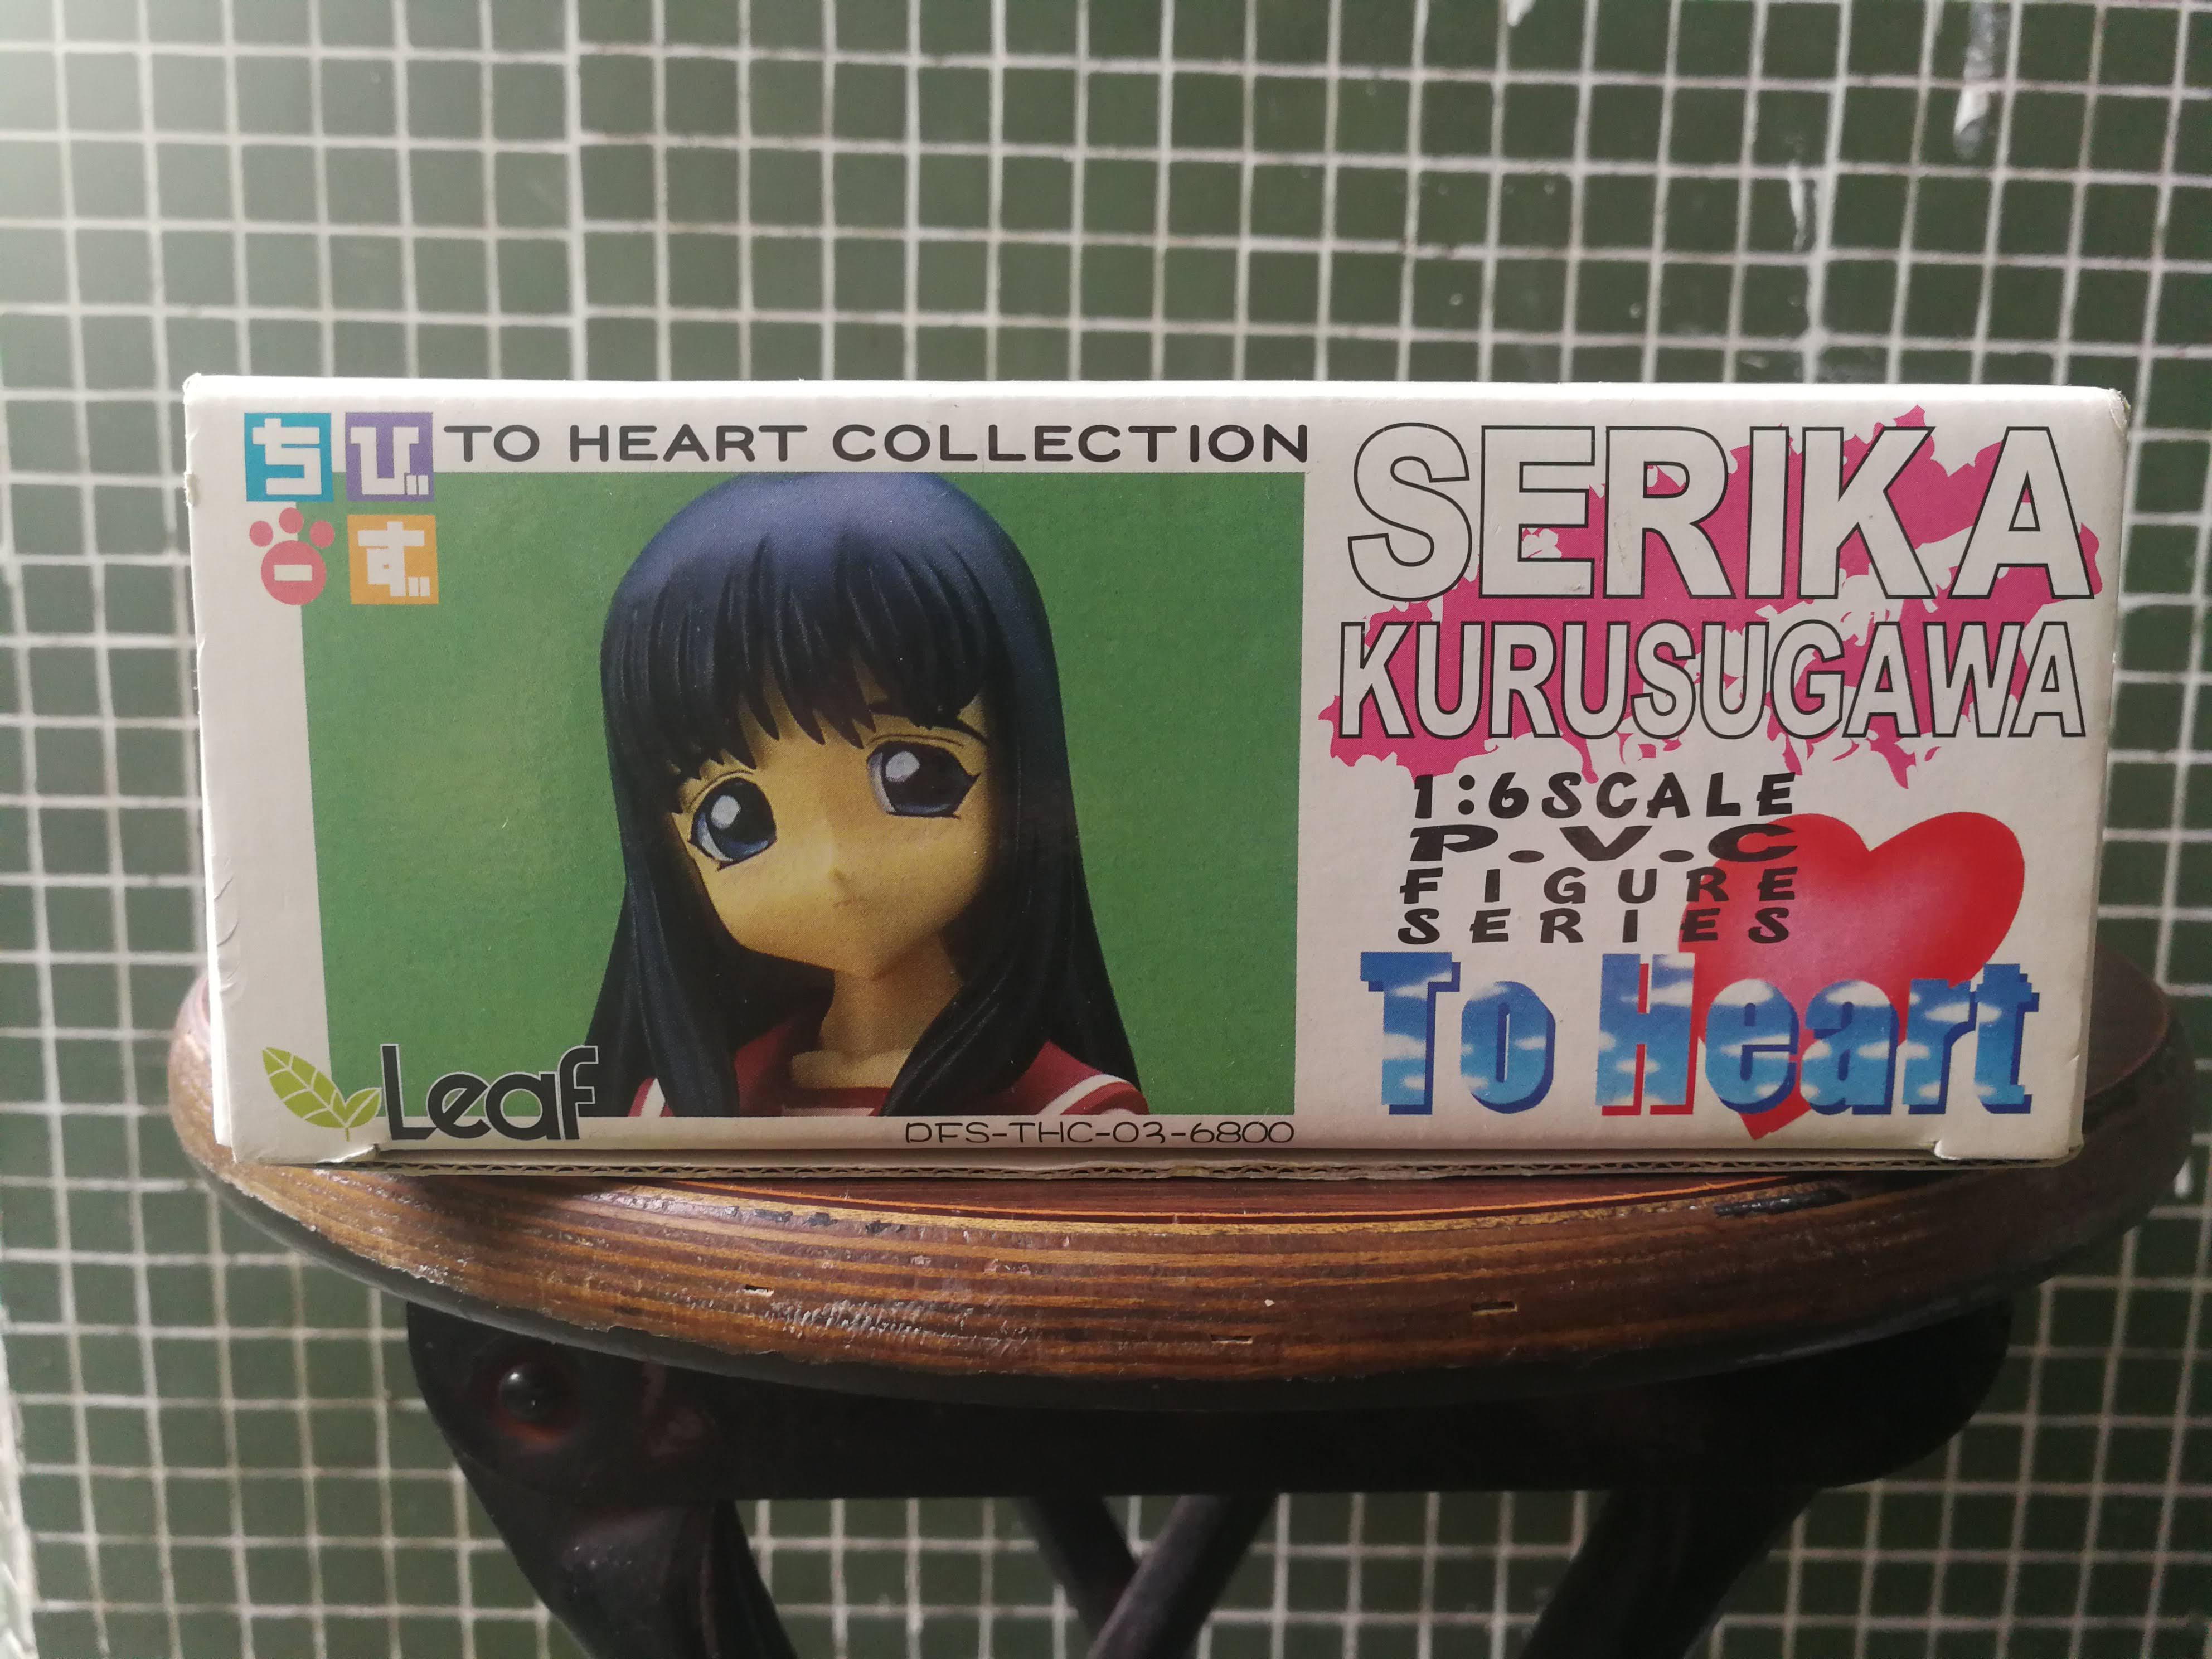 ちび TO HEART COLLECTION
ーず
SERIKA
KURUSUGAWA
1:6SCALE
P.V.C
FIGURE
SERIES
To Heart
Leaf
DFS-THC-03-6800